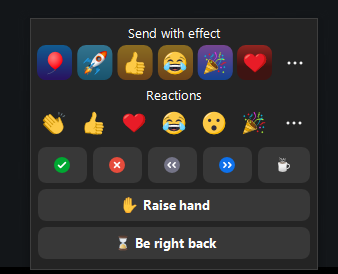 Send with effect
Reactions
Raise hand
Be right back